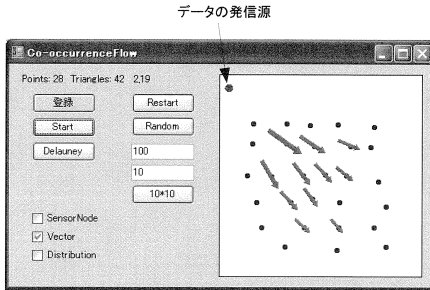 データの発信源
Co-occurrenceFlow
Points: 28 Triangles: 42 2,19
登録
Restart
Start
Random
Delauney
100
10
10*10
SensorNode
Vector
Distribution